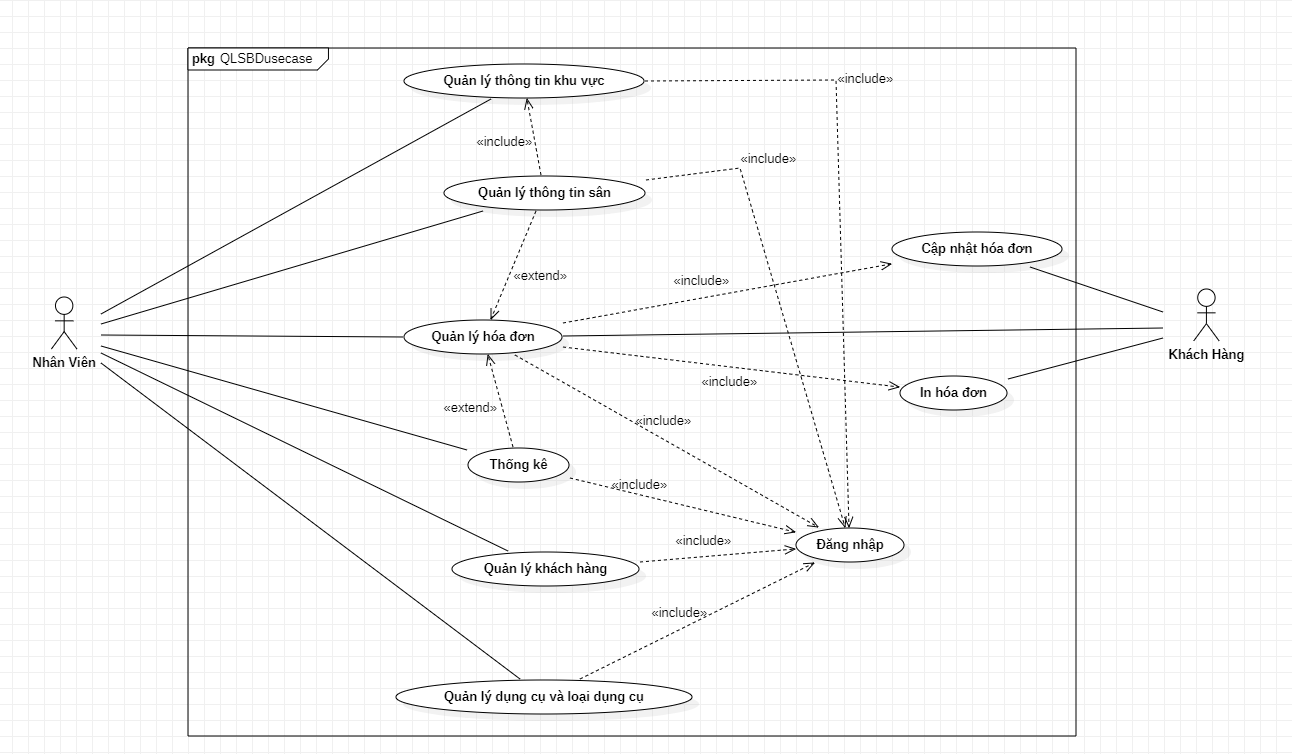 pkg QLSBDusecase
Quản lý thông tin khu vực
«include»
«include»
«include»
Quản lý thông tin sân
Cập nhật hóa đơn
«extend»
«include»
Quản lý hóa đơn
Nhân Viên
Khách Hàng
«include»
In hóa đơn
«extend»
«include»
Thống kê
«include»
«include»
Đăng nhập
Quản lý khách hàng
«include»
Quản lý dụng cụ và loại dụng cụ